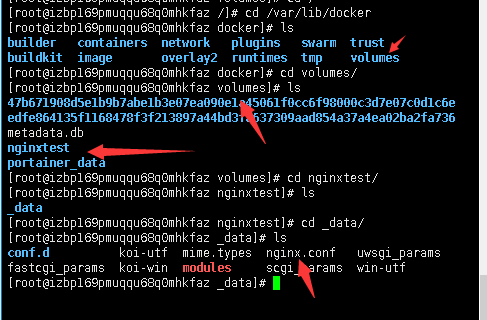 [root@izbp169pmuqqu68q0mhkfaz /]# cd /var/lib/docker
[root@izbp169pmuqqu68q0mhkfaz docker]# ls
builder containers network plugins swarm trust
buildkit image overlay2 runtimes tmp volumes
[root@izbp169pmuqqu68q0mhkfaz docker]# cd volumes/
[root@izbp169pmuqqu68q0mhkfaz volumes]# ls
metadata.db
nginxtest
portainer_data
[root@izbp169pmuqqu68q0mhkfaz volumes]# cd nginxtest/
[root@izbp169pmuqqu68q0mhkfaz nginxtest]# ls
_data
[root@izbp169pmuqqu68q0mhkfaz nginxtest]# cd _data/
[root@izbp169pmuqqu68q0mhkfaz _data]# ls
conf.d koi-utf mime.types nginx.conf uwsgi_params
fastcgi_params koi-win modules scgi_params win-utf
[root@izbp169pmuqqu68q0mhkfaz _data]#